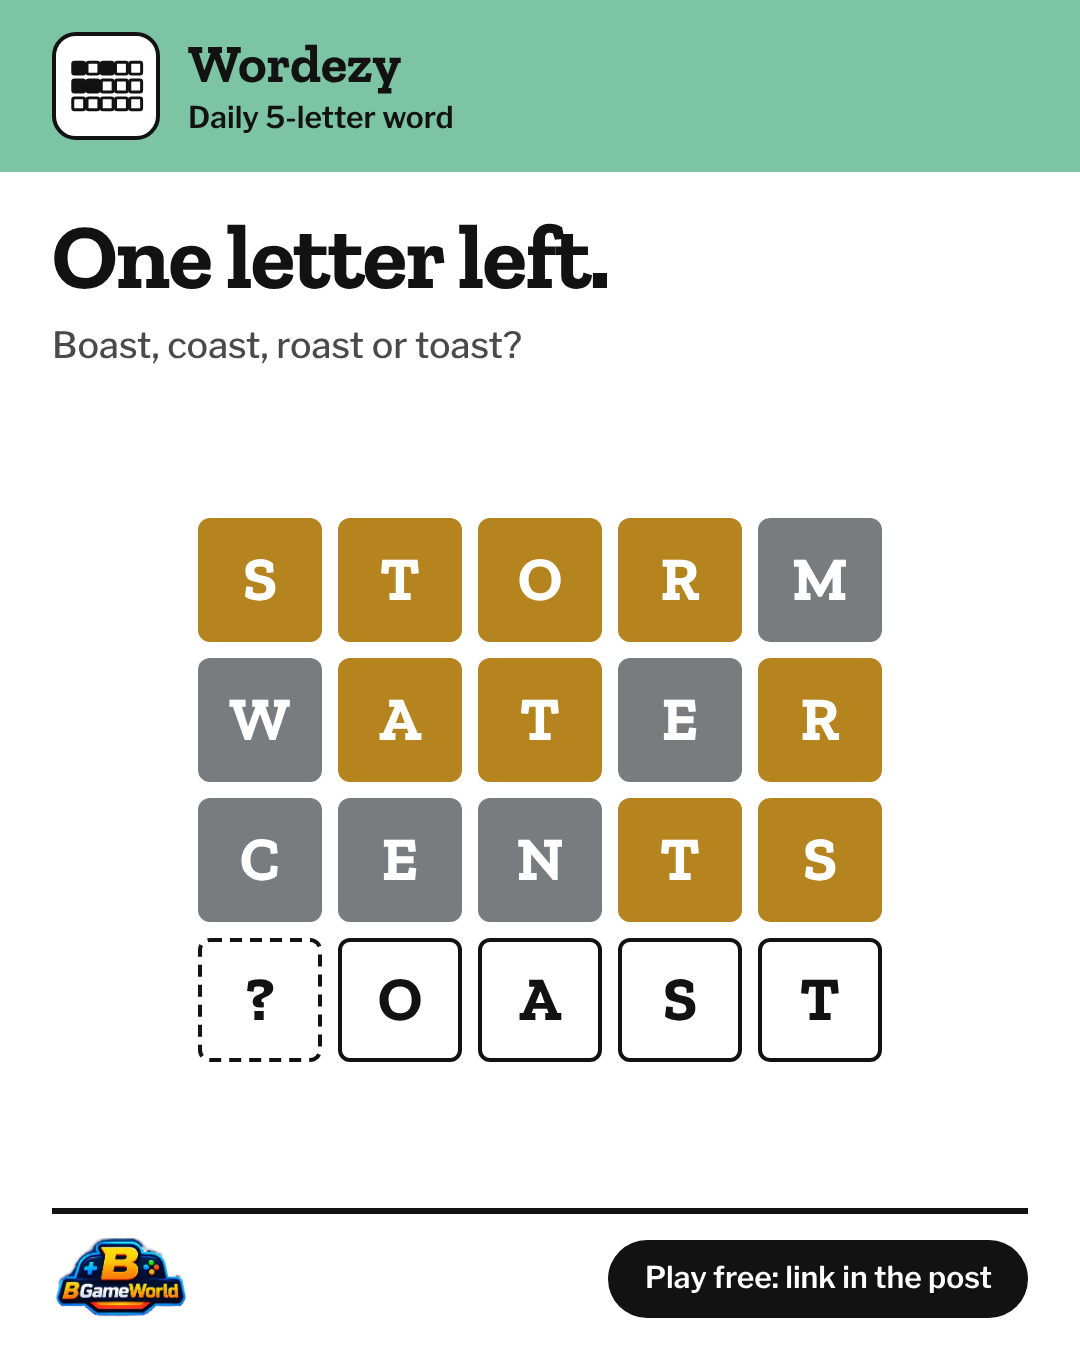 Wordezy
Daily 5-letter word
One letter left.
Boast, coast, roast or toast?
S T O R M
W A T E R
C E N T S
? O A S T
B
BGameWorld
Play free: link in the post